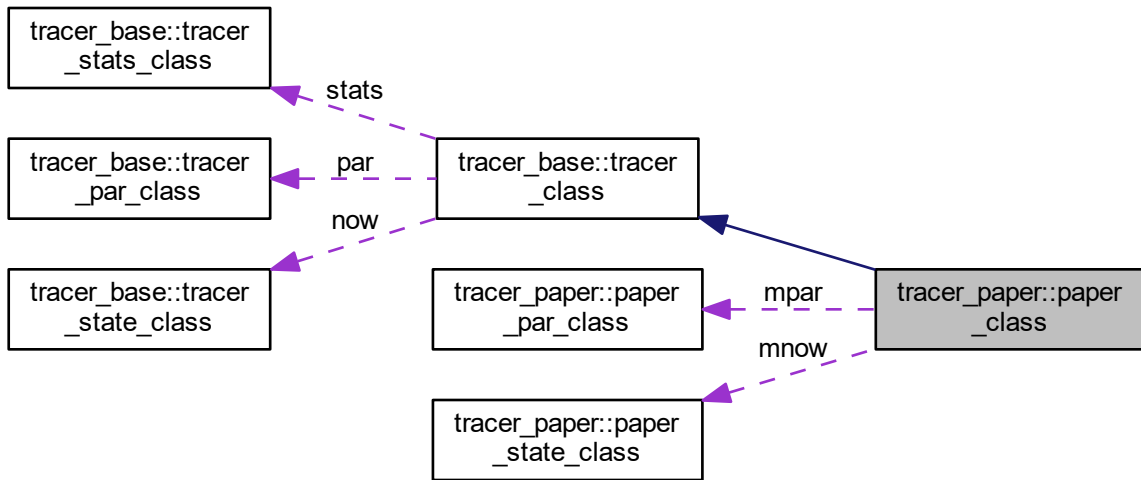 tracer_base::tracer
_stats_class
stats
tracer_base::tracer
_par_class
par
tracer_base::tracer
_class
now
tracer_base::tracer
_state_class
tracer_paper::paper
_par_class
mpar
tracer_paper::paper
_class
mnow
tracer_paper::paper
_state_class